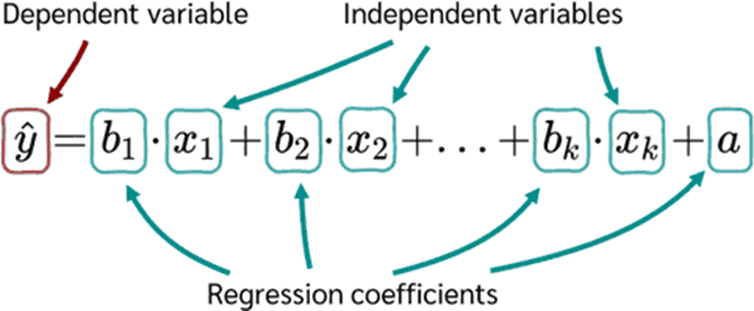 Dependent variable Independent variables
ŷ = b₁ · x₁ + b₂ · x₂ + . . . + bₖ · xₖ + a
Regression coefficients